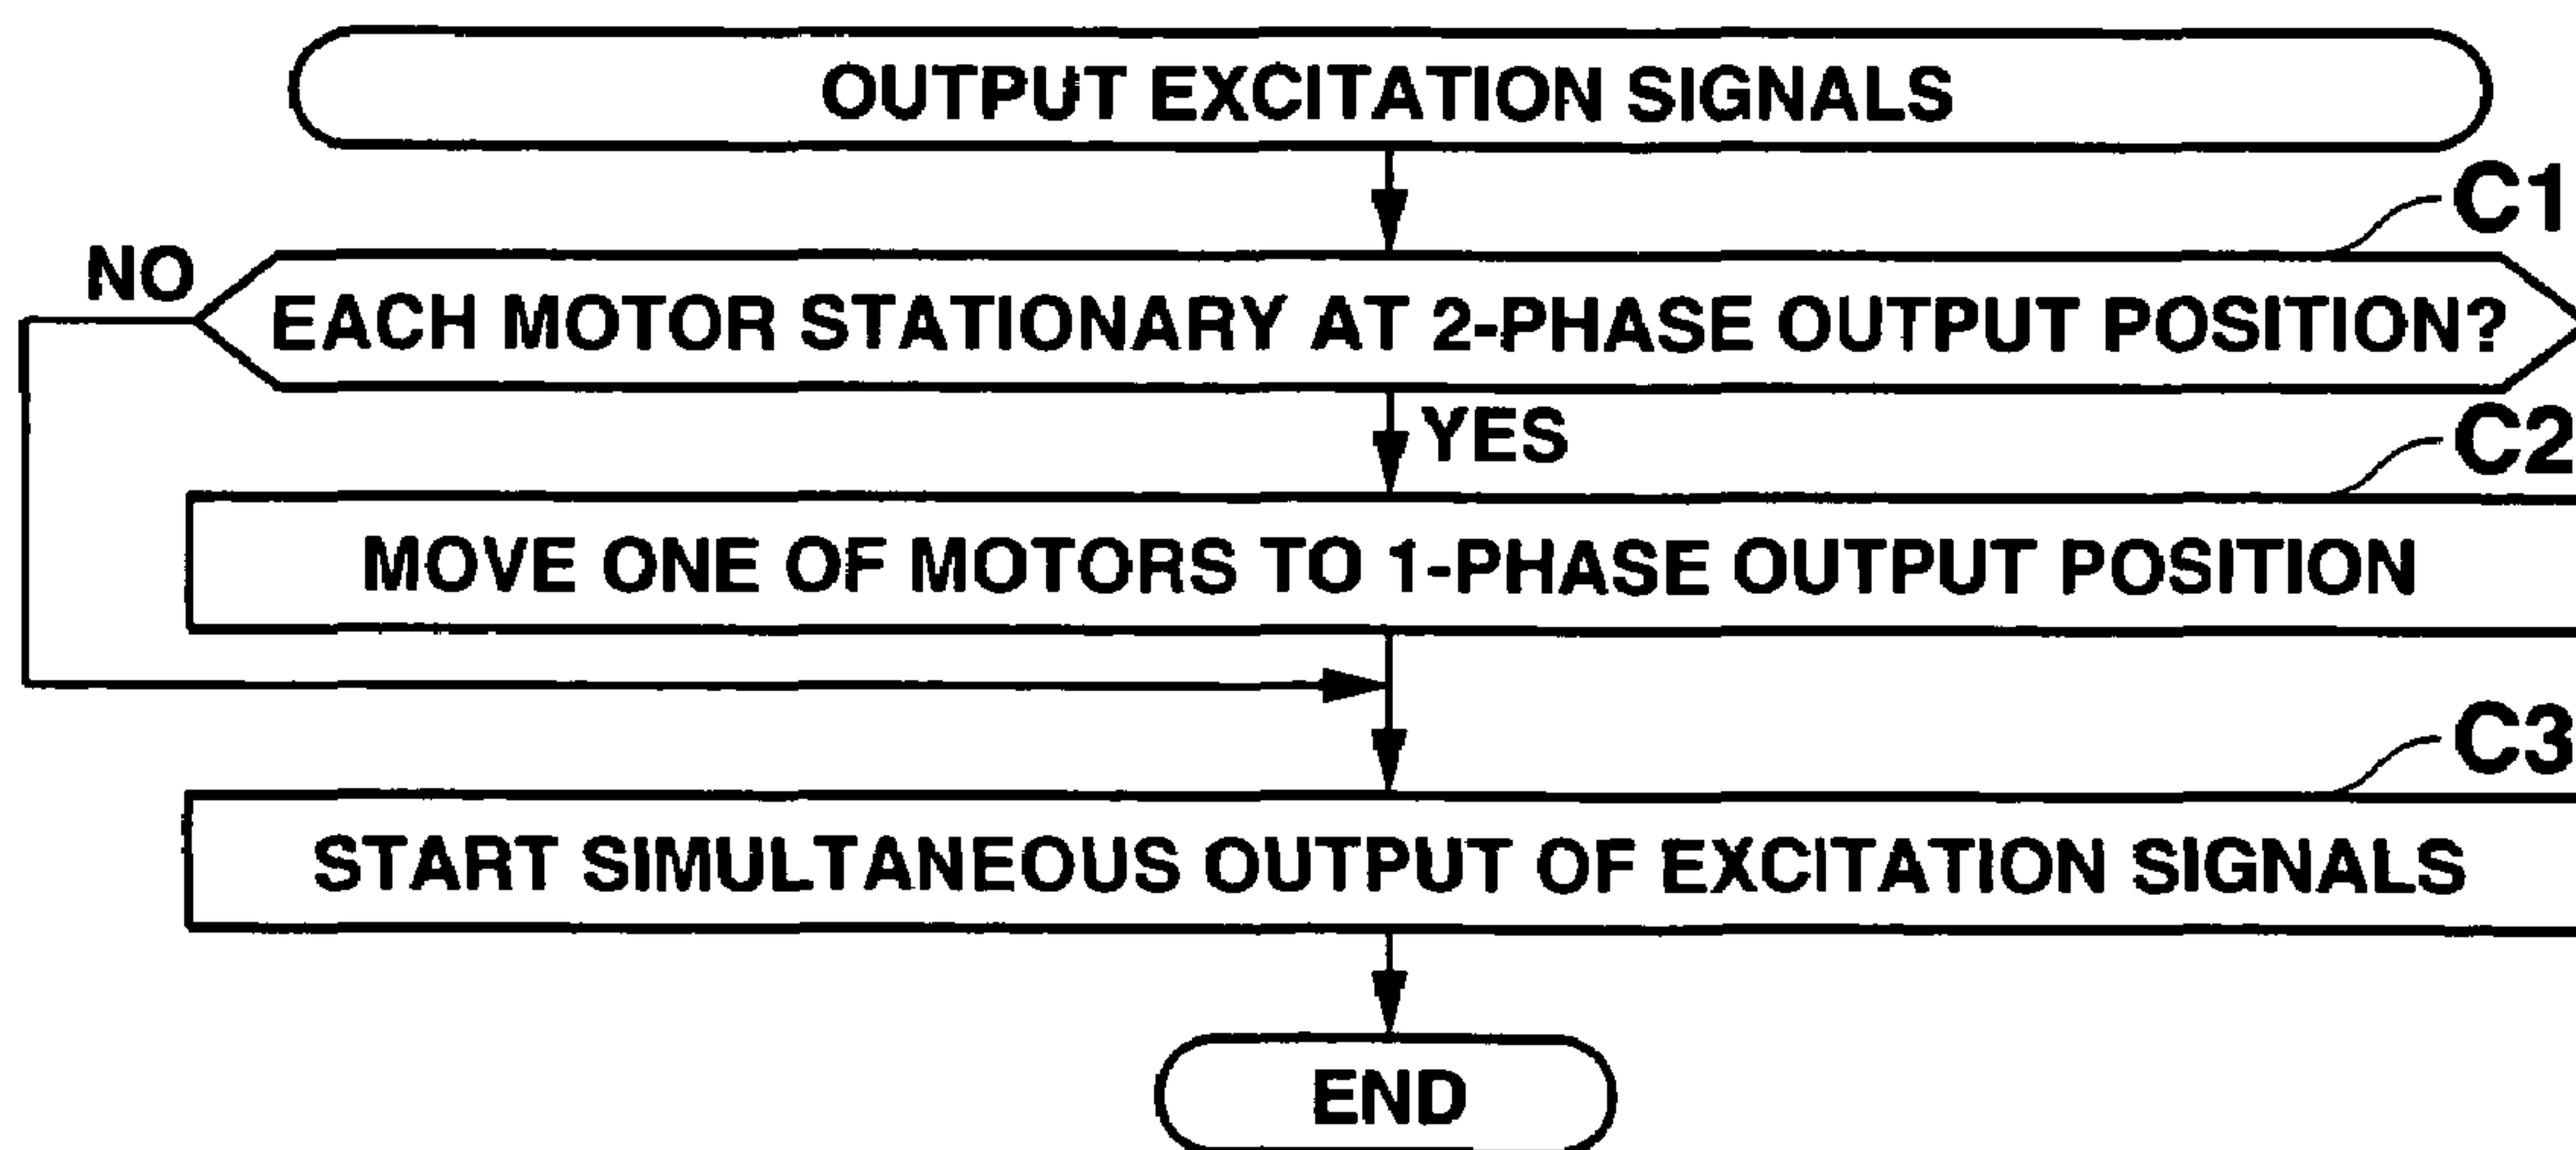 OUTPUT EXCITATION SIGNALS
C1
NO
EACH MOTOR STATIONARY AT 2-PHASE OUTPUT POSITION?
YES
C2
MOVE ONE OF MOTORS TO 1-PHASE OUTPUT POSITION
C3
START SIMULTANEOUS OUTPUT OF EXCITATION SIGNALS
END